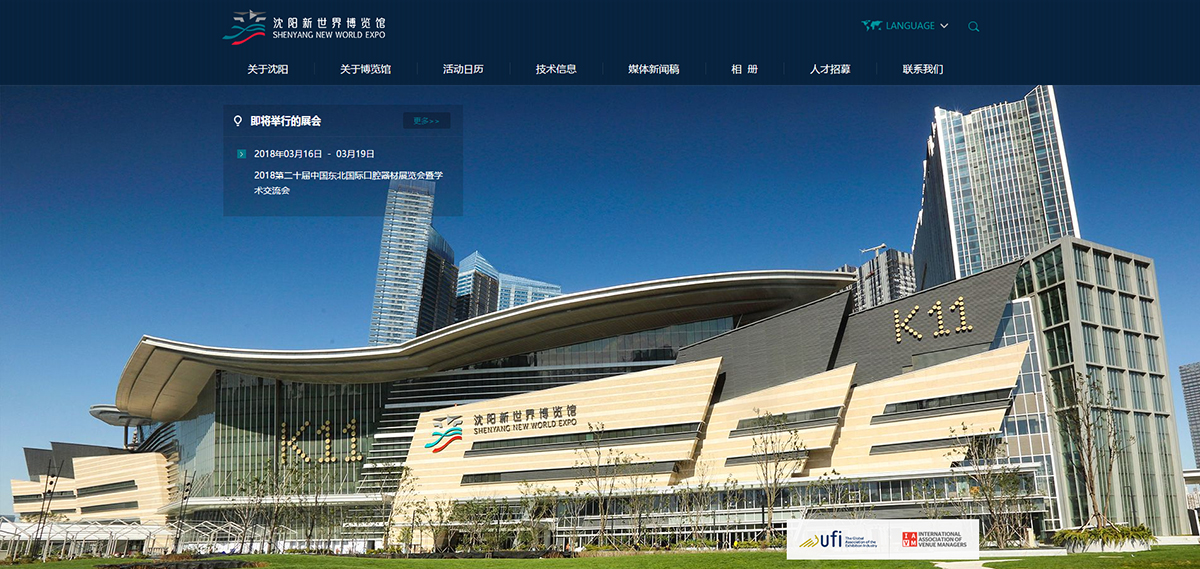 沈阳新世界博览馆
SHENYANG NEW WORLD EXPO
LANGUAGE
关于沈阳
关于博览馆
活动日历
技术信息
媒体新闻稿
相 册
人才招募
联系我们
即将举行的展会
更多>>
2018年03月16日 - 03月19日
2018第二十届中国东北国际口腔器材展览会暨学
术交流会
K11
K11
沈阳新世界博览馆
SHENYANG NEW WORLD EXPO
ufi
The Global
Association of the
Exhibition Industry
IAVM
INTERNATIONAL
ASSOCIATION OF
VENUE MANAGERS